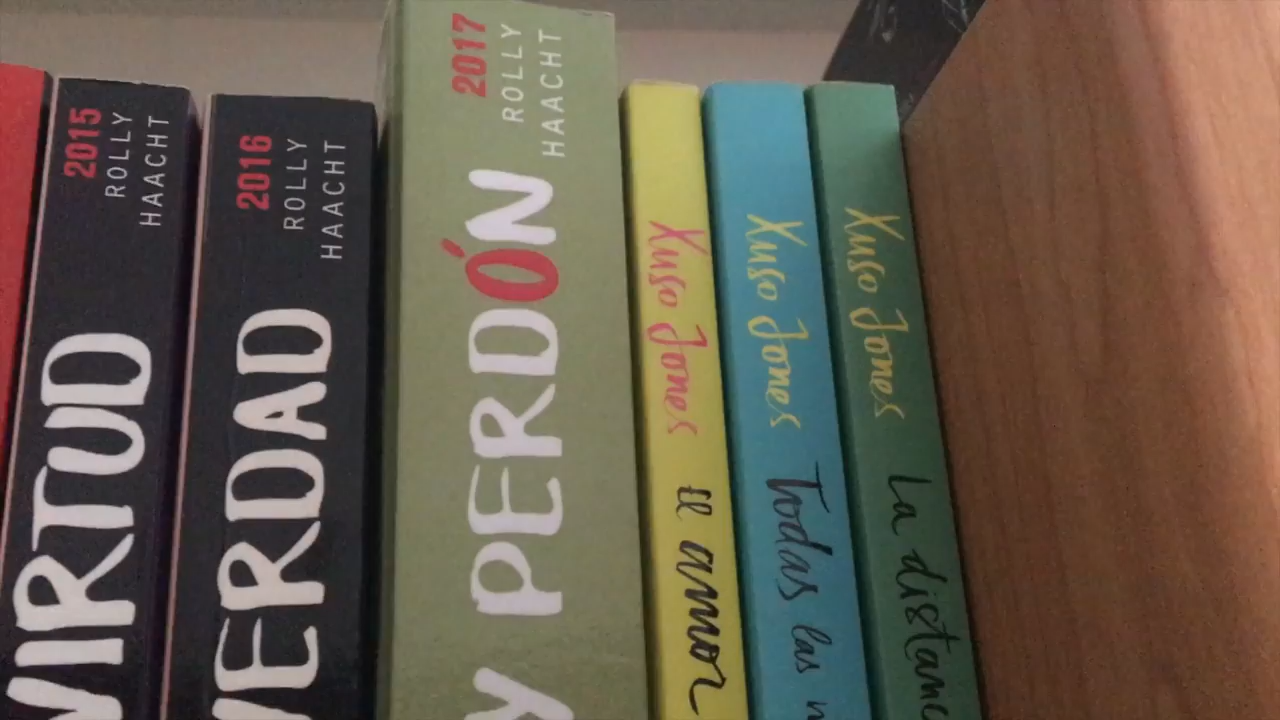 2015
ROLLY
HAACHT
VIRTUD
2016
ROLLY
HAACHT
VERDAD
2017
ROLLY
HAACHT
Y PERDÓN
Xuso Jones
El amor
Xuso Jones
Todas las
Xuso Jones
La distanc